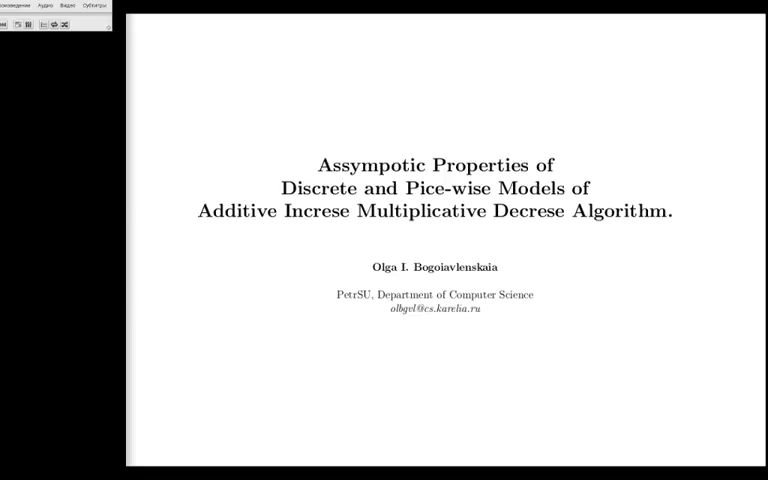 Аудио Видео Субтитры
Assympotic Properties of
Discrete and Pice-wise Models of
Additive Increse Multiplicative Decrese Algorithm.
Olga I. Bogoiavlenskaia
PetrSU, Department of Computer Science
olbgvl@cs.karelia.ru